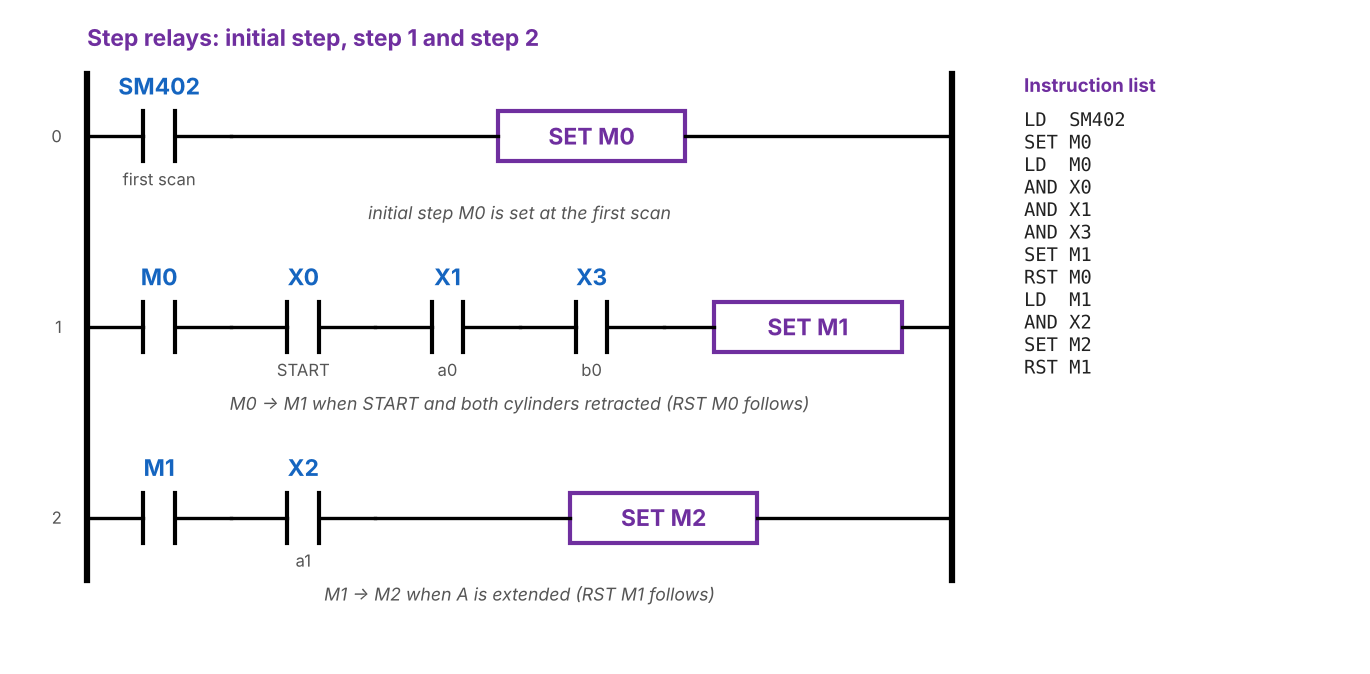 Step relays: initial step, step 1 and step 2
SM402
0
SET M0
first scan
initial step M0 is set at the first scan
M0 X0 X1 X3
1
SET M1
START a0 b0
M0 → M1 when START and both cylinders retracted (RST M0 follows)
M1 X2
2
SET M2
a1
M1 → M2 when A is extended (RST M1 follows)
Instruction list
LD SM402
SET M0
LD M0
AND X0
AND X1
AND X3
SET M1
RST M0
LD M1
AND X2
SET M2
RST M1